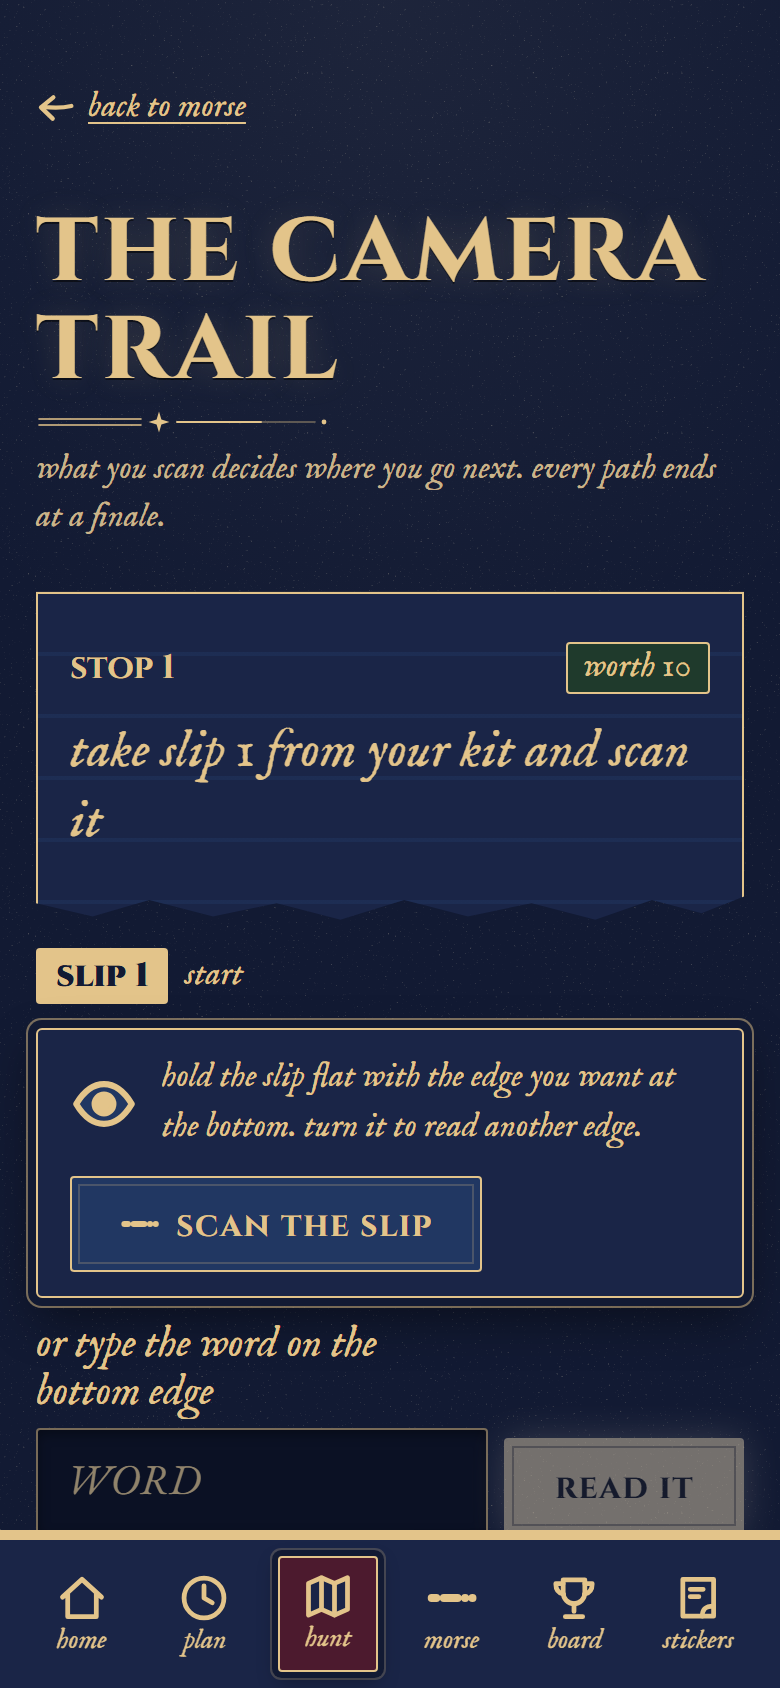 back to morse
THE CAMERA
TRAIL
what you scan decides where you go next. every path ends
at a finale.
STOP 1
worth 10
take slip 1 from your kit and scan
it
SLIP 1
start
hold the slip flat with the edge you want at
the bottom. turn it to read another edge.
SCAN THE SLIP
or type the word on the
bottom edge
WORD
READ IT
home
plan
hunt
morse
board
stickers